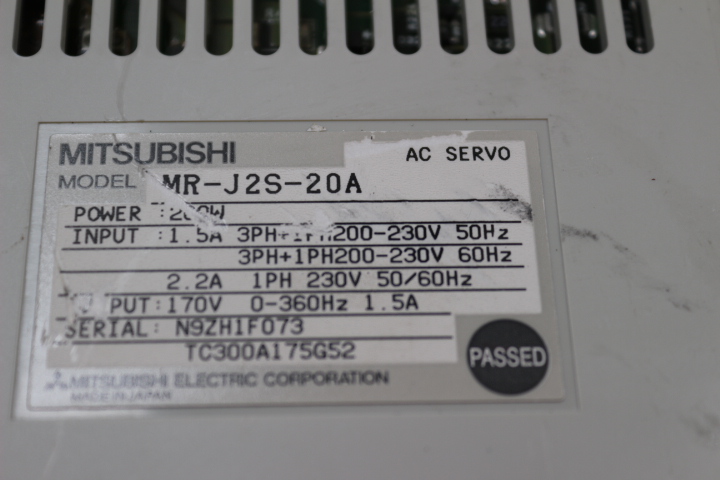 MITSUBISHI
AC SERVO
MODEL MR-J2S-20A
POWER :200W
INPUT :1.5A 3PH+1PH200-230V 50Hz
3PH+1PH200-230V 60Hz
2.2A 1PH 230V 50/60Hz
PUT:170V 0-360Hz 1.5A
SERIAL: N9ZH1F073
TC300A175G52
PASSED
MITSUBISHI ELECTRIC CORPORATION
MADE IN JAPAN